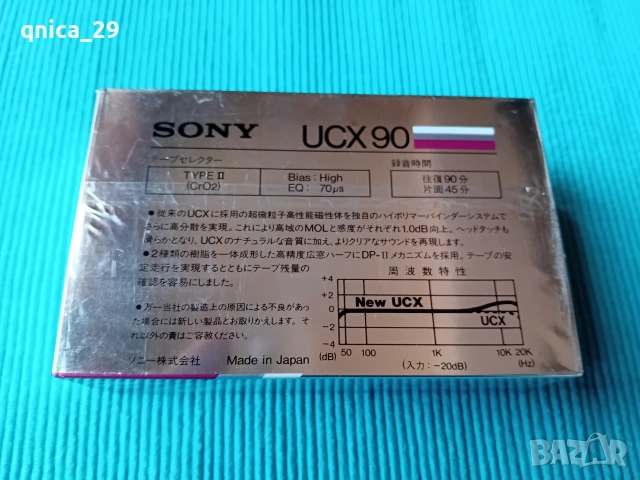 qnica_29
SONY UCX 90
テープセレクター
録音時間
TYPE II
(CrO2)
Bias: High
EQ: 70μs
往復90分
片面45分
●従来のUCXに採用の超微粒子高性能磁性体を独自のハイポリマーバインダーシステムで
さらに高分散を実現。これにより高域のMOLと感度がそれぞれ1.0dB向上。ヘッドタッチも
滑らかとなり、UCXのナチュラルな音質に加え、よりクリアなサウンドを再現します。
●2種類の樹脂を一体成形した高精度広窓ハーフにDP-IIメカニズムを採用。テープの安
定走行を実現するとともにテープ残量の
確認を容易にしました。
●万一当社の製造上の原因による不良があっ
た場合には新しい製品とお取りかえします。そ
れ以外の責はご容赦ください。
ソニー株式会社 Made in Japan
周波数特性
+4
+2
0
-2
-4
(dB)
New UCX
UCX
50 100 1K 10K 20K
(入力:-20dB) (Hz)
BAZAR